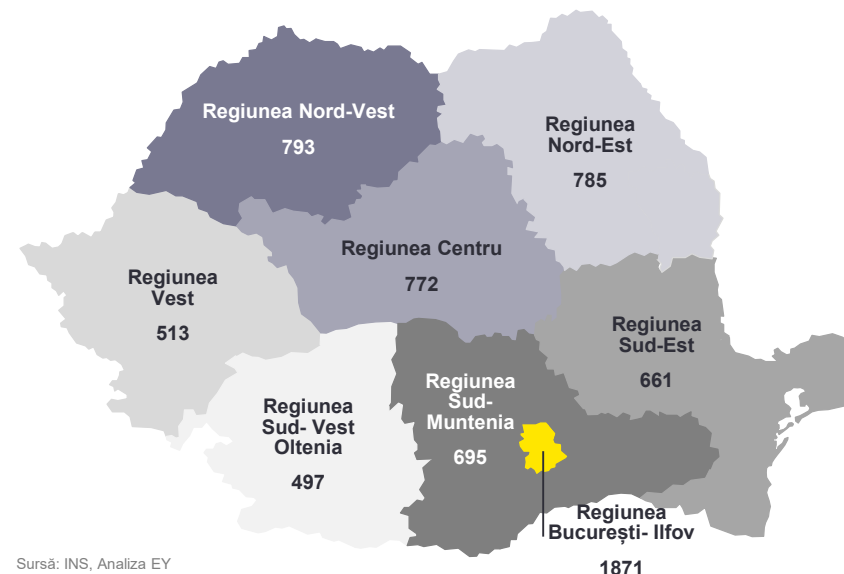 Regiunea Nord-Vest
793
Regiunea
Nord-Est
785
Regiunea Centru
772
Regiunea
Vest
513
Regiunea
Sud-Est
661
Regiunea
Sud-
Muntenia
695
Regiunea
Sud- Vest
Oltenia
497
Regiunea
București- Ilfov
1871
Sursă: INS, Analiza EY